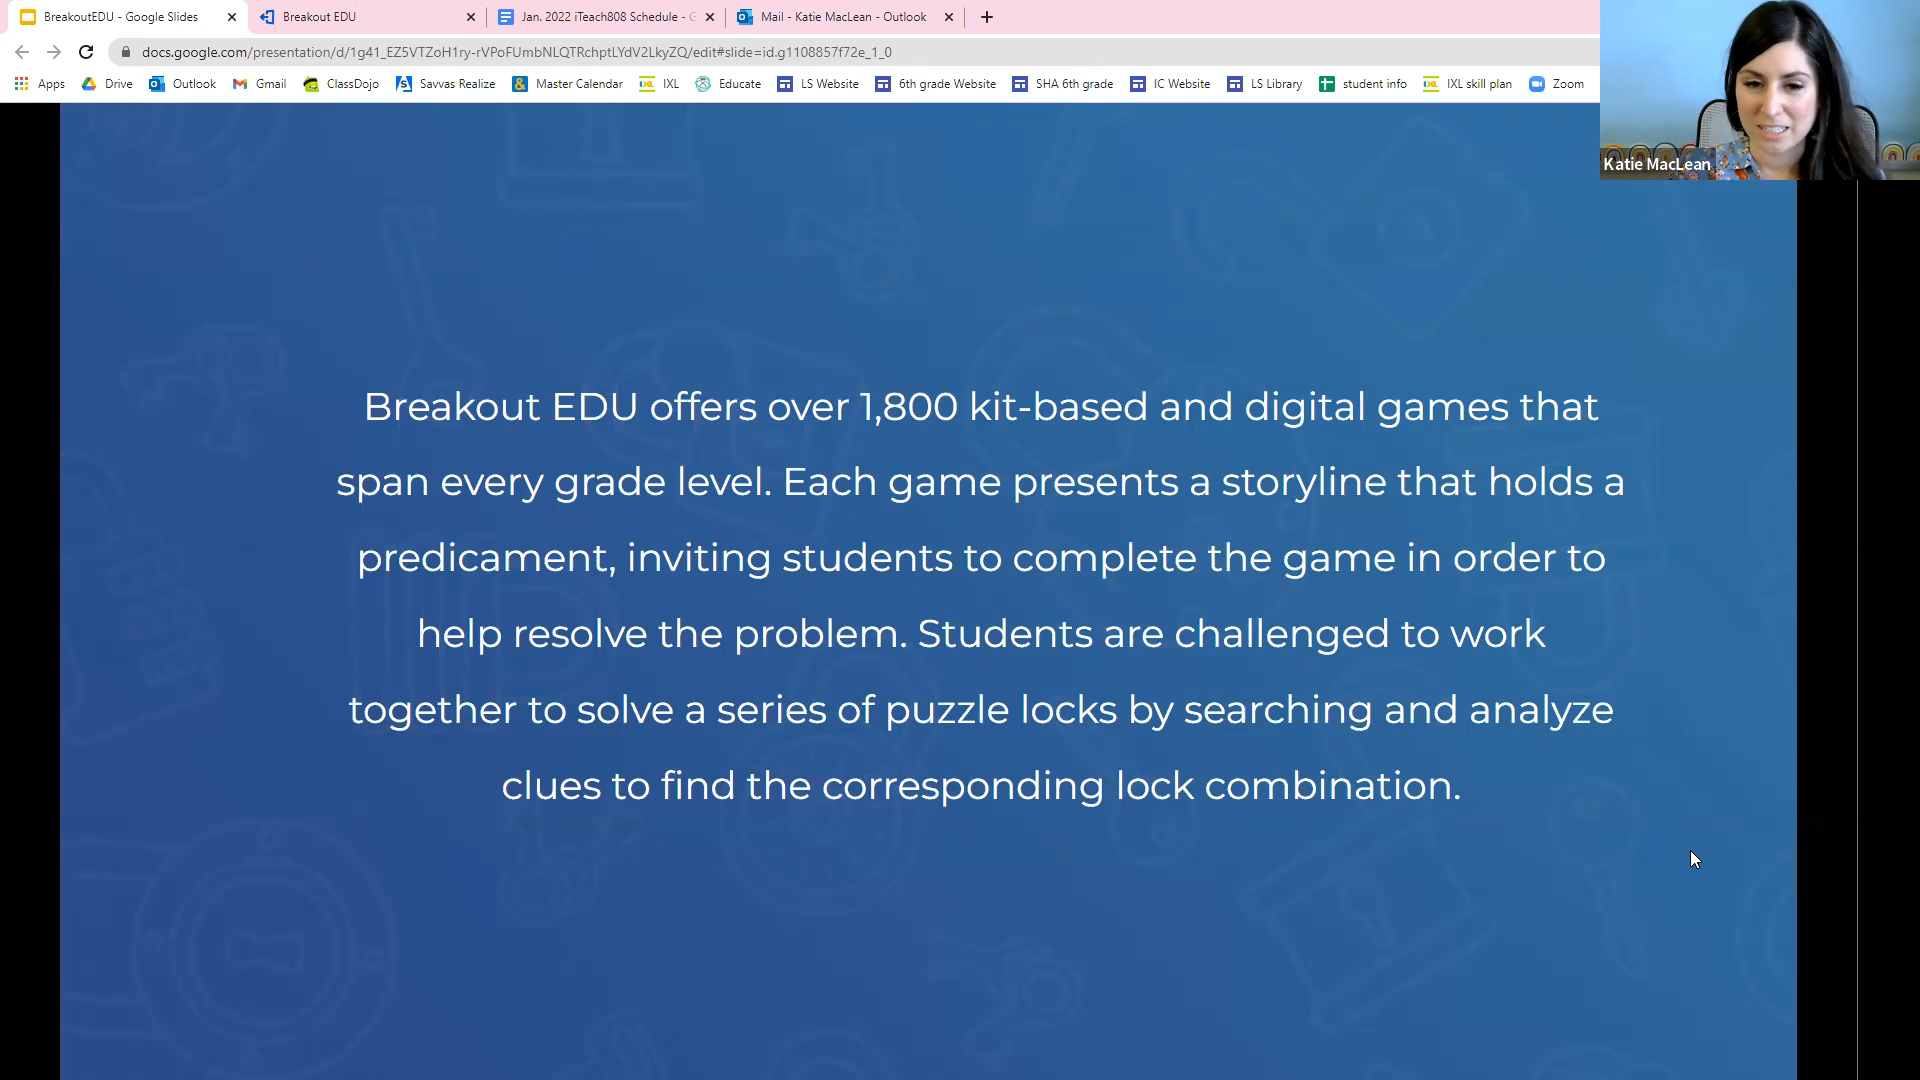 BreakoutEDU - Google Slides
Breakout EDU
Jan. 2022 iTeach808 Schedule - G
Mail - Katie MacLean - Outlook
docs.google.com/presentation/d/1g41_EZ5VTZoH1ry-rVPoFUmbNLQTRchptLYdV2LkyZQ/edit#slide=id.g1108857f72e_1_0
Apps Drive Outlook Gmail ClassDojo Savvas Realize Master Calendar IXL Educate LS Website 6th grade Website SHA 6th grade IC Website LS Library student info IXL skill plan Zoom
Katie MacLean
Breakout EDU offers over 1,800 kit-based and digital games that
span every grade level. Each game presents a storyline that holds a
predicament, inviting students to complete the game in order to
help resolve the problem. Students are challenged to work
together to solve a series of puzzle locks by searching and analyze
clues to find the corresponding lock combination.